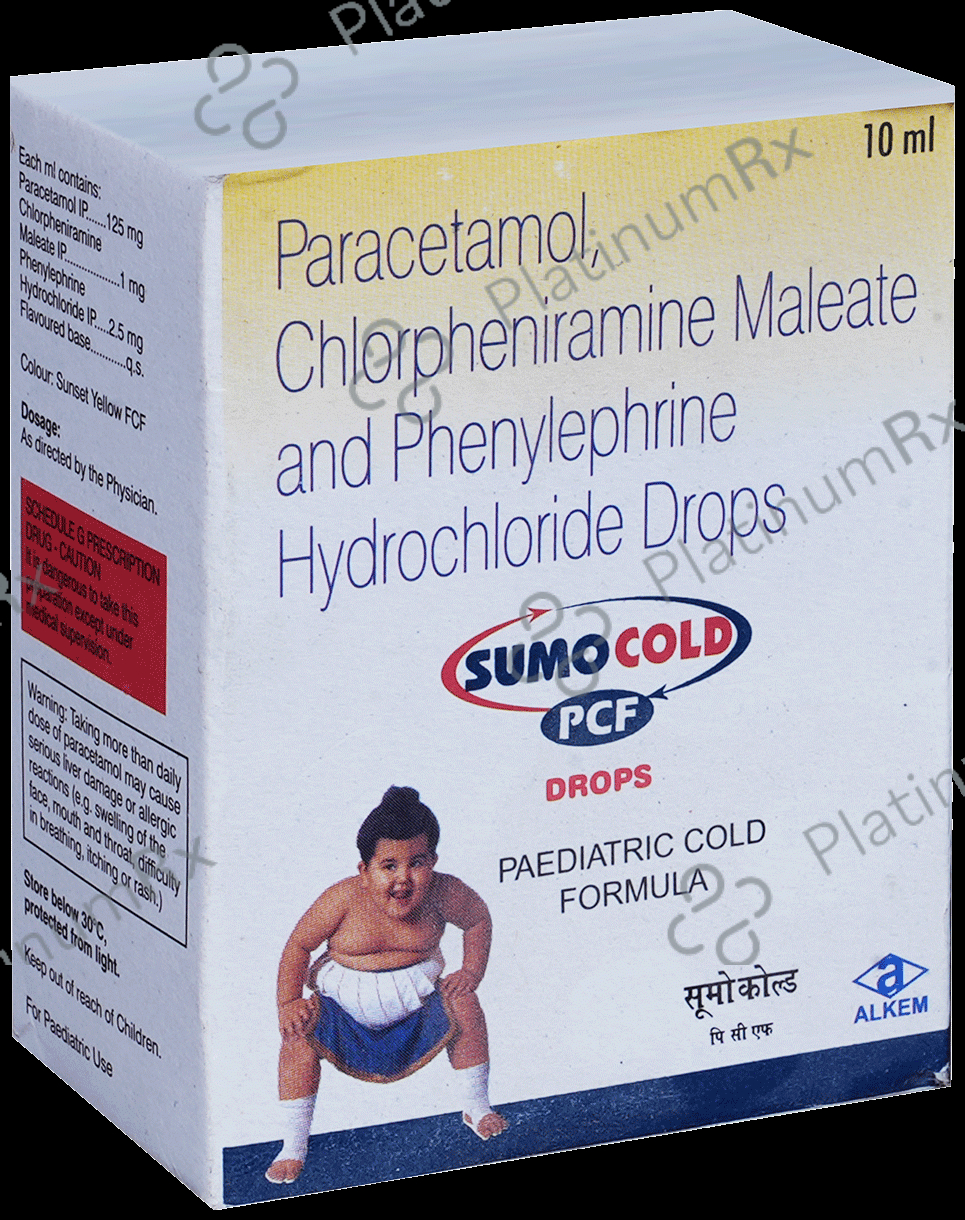 Each ml contains:
Paracetamol IP......125 mg
Chlorpheniramine
Maleate IP................1 mg
Phenylephrine
Hydrochloride IP....2.5 mg
Flavoured base...........q.s.
Colour: Sunset Yellow FCF
Dosage:
As directed by the Physician.
SCHEDULE G PRESCRIPTION
DRUG - CAUTION
It is dangerous to take this
preparation except under
medical supervision.
Warning: Taking more than daily
dose of paracetamol may cause
serious liver damage or allergic
reactions (e.g. swelling of the
face, mouth and throat, difficulty
in breathing, itching or rash.)
Store below 30°C,
protected from light.
Keep out of reach of Children.
For Paediatric Use
10 ml
Paracetamol,
Chlorpheniramine Maleate
and Phenylephrine
Hydrochloride Drops
SUMO COLD
PCF
DROPS
PAEDIATRIC COLD
FORMULA
सूमो कोल्ड
पि सी एफ
a
ALKEM
PlatinumRx
PlatinumRx
PlatinumRx